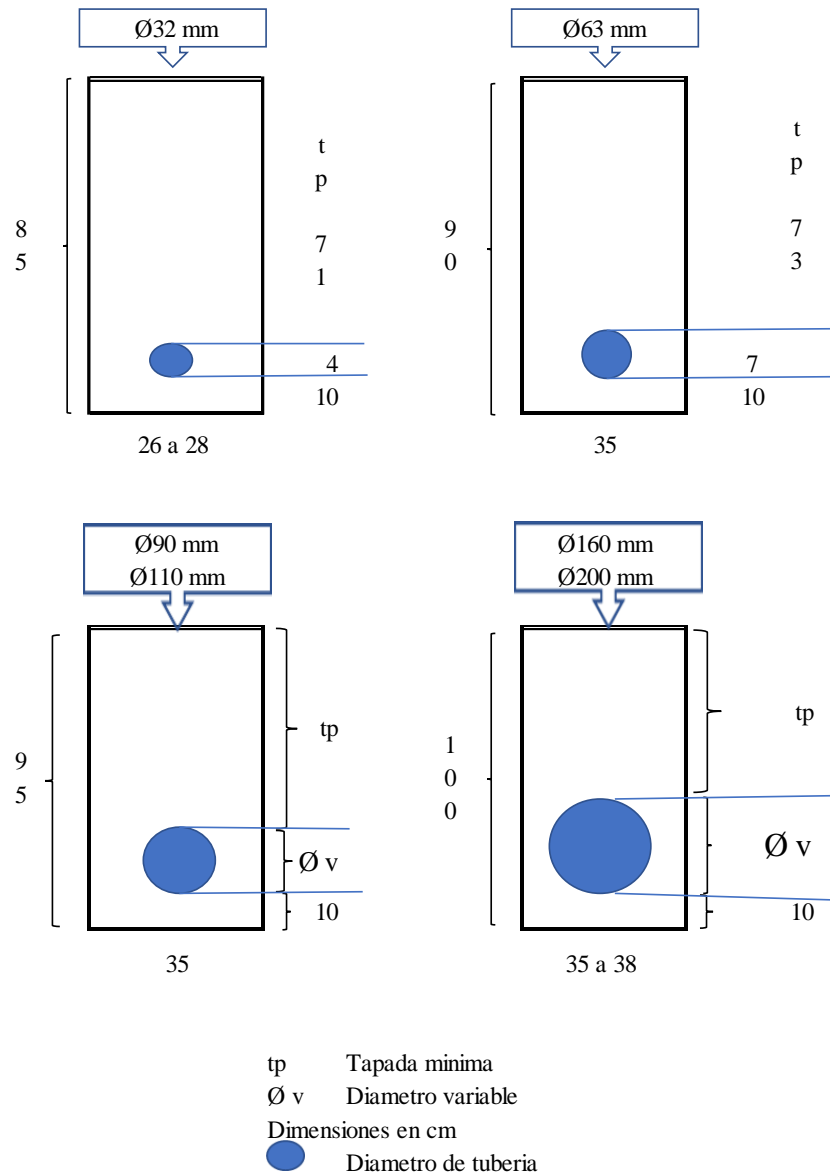 Ø32 mm
Ø63 mm
t
p
7
1
8
5
4
10
26 a 28
t
p
7
3
9
0
7
10
35
Ø90 mm
Ø110 mm
Ø160 mm
Ø200 mm
tp
9
5
Ø v
10
35
tp
1
0
0
Ø v
10
35 a 38
tp Tapada minima
Ø v Diametro variable
Dimensiones en cm
Diametro de tuberia